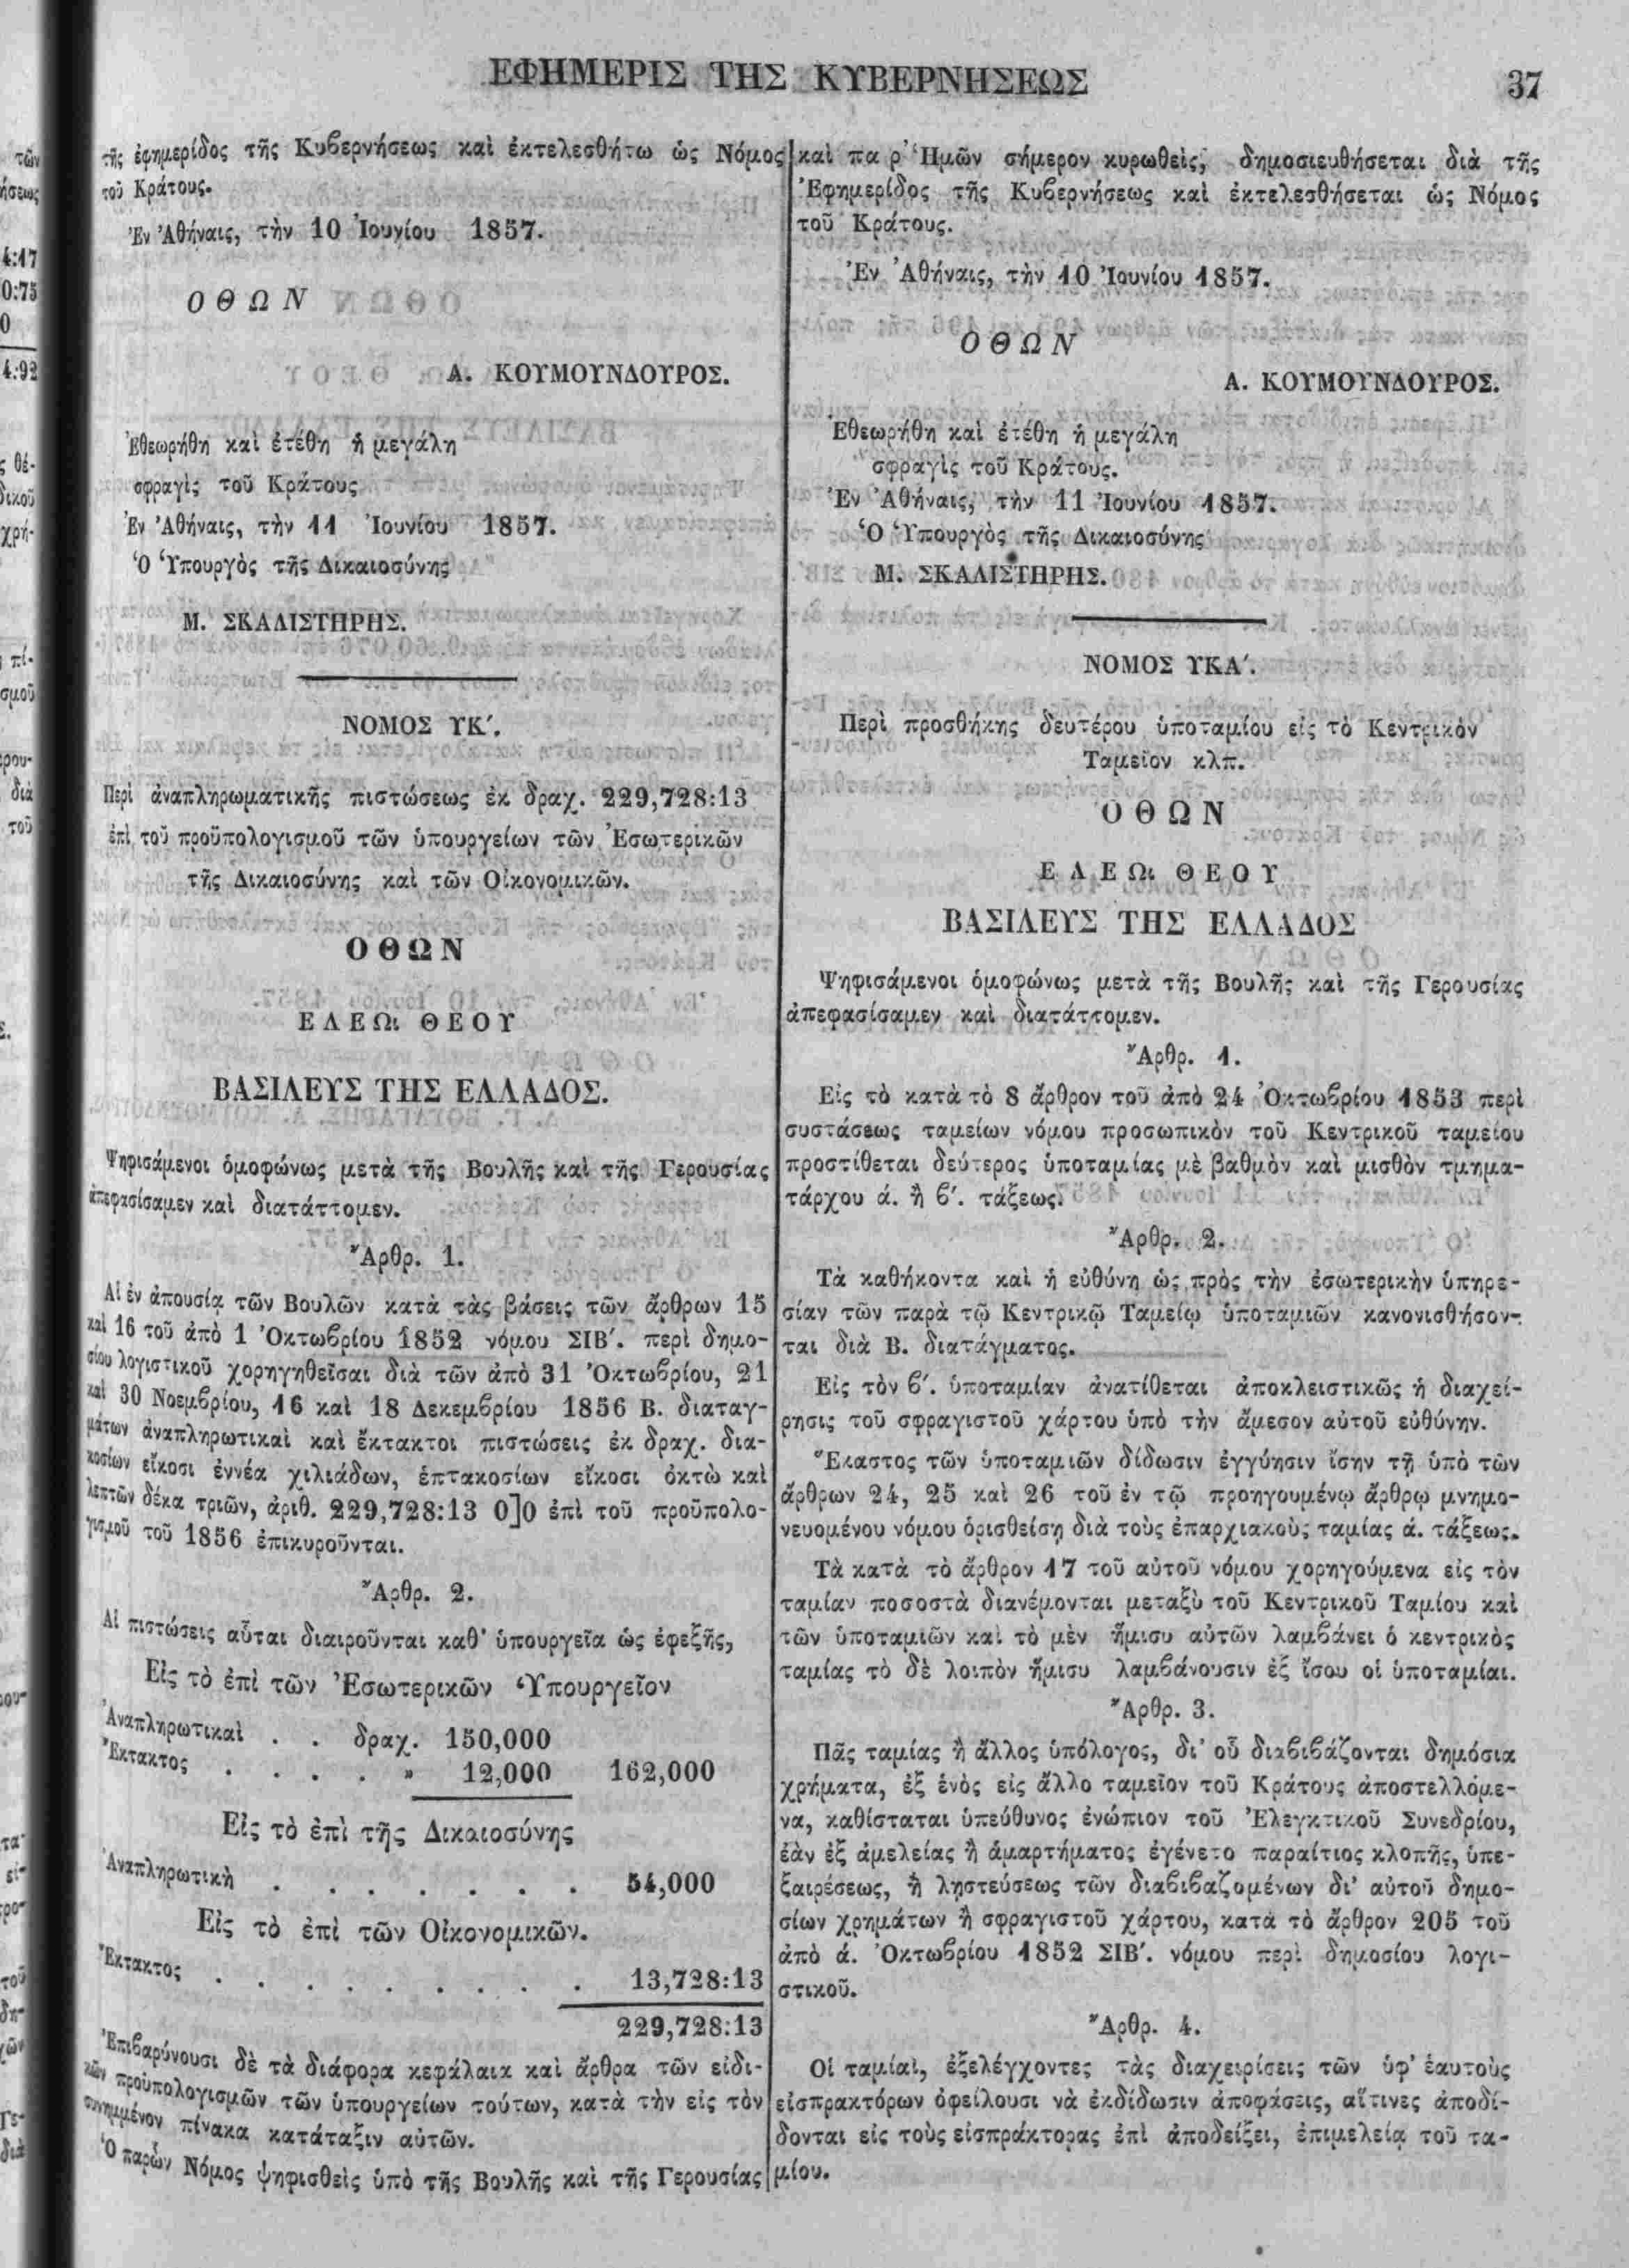 ΕΦΗΜΕΡΙΣ ΤΗΣ ΚΥΒΕΡΝΗΣΕΩΣ
37
τῆς ἐφημερίδος τῆς Κυβερνήσεως καὶ ἐκτελεσθήτω ὡς Νόμος
τοῦ Κράτους.
Ἐν Ἀθήναις, τὴν 10 Ἰουνίου 1857.
ΟΘΩΝ
Α. ΚΟΥΜΟΥΝΔΟΥΡΟΣ.
Ἐθεωρήθη καὶ ἐτέθη ἡ μεγάλη
σφραγὶς τοῦ Κράτους
Ἐν Ἀθήναις, τὴν 11 Ἰουνίου 1857.
Ὁ Ὑπουργὸς τῆς Δικαιοσύνης
Μ. ΣΚΑΛΙΣΤΗΡΗΣ.
ΝΟΜΟΣ ΥΚ΄.
Περὶ ἀναπληρωματικῆς πιστώσεως ἐκ δραχ. 229,728:13
ἐπὶ τοῦ προϋπολογισμοῦ τῶν ὑπουργείων τῶν Ἐσωτερικῶν
τῆς Δικαιοσύνης καὶ τῶν Οἰκονομικῶν.
ΟΘΩΝ
ΕΛΕΩι ΘΕΟΥ
ΒΑΣΙΛΕΥΣ ΤΗΣ ΕΛΛΑΔΟΣ.
Ψηφισάμενοι ὁμοφώνως μετὰ τῆς Βουλῆς καὶ τῆς Γερουσίας
ἀπεφασίσαμεν καὶ διατάττομεν.
Ἄρθρ. 1.
Αἱ ἐν ἀπουσίᾳ τῶν Βουλῶν κατὰ τὰς βάσεις τῶν ἄρθρων 15
καὶ 16 τοῦ ἀπὸ 1 Ὀκτωβρίου 1852 νόμου ΣΙΒ΄. περὶ δημο-
σίου λογιστικοῦ χορηγηθεῖσαι διὰ τῶν ἀπὸ 31 Ὀκτωβρίου, 21
καὶ 30 Νοεμβρίου, 16 καὶ 18 Δεκεμβρίου 1856 Β. διαταγ-
μάτων ἀναπληρωτικαὶ καὶ ἔκτακτοι πιστώσεις ἐκ δραχ. δια-
κοσίων εἴκοσι ἐννέα χιλιάδων, ἑπτακοσίων εἴκοσι ὀκτὼ καὶ
λεπτῶν δέκα τριῶν, ἀριθ. 229,728:13 0]0 ἐπὶ τοῦ προϋπολο-
γισμοῦ τοῦ 1856 ἐπικυροῦνται.
Ἄρθρ. 2.
Αἱ πιστώσεις αὗται διαιροῦνται καθ' ὑπουργεῖα ὡς ἐφεξῆς,
Εἰς τὸ ἐπὶ τῶν Ἐσωτερικῶν Ὑπουργεῖον
Ἀναπληρωτικαὶ . . δραχ. 150,000
Ἔκτακτος . . . . » 12,000 162,000
Εἰς τὸ ἐπὶ τῆς Δικαιοσύνης
Ἀναπληρωτικὴ . . . . . . . 54,000
Εἰς τὸ ἐπὶ τῶν Οἰκονομικῶν.
Ἔκτακτος . . . . . . . . . 13,728:13
229,728:13
Ἐπιβαρύνουσι δὲ τὰ διάφορα κεφάλαια καὶ ἄρθρα τῶν εἰδι-
κῶν προϋπολογισμῶν τῶν ὑπουργείων τούτων, κατὰ τὴν εἰς τὸν
συνημμένον πίνακα κατάταξιν αὐτῶν.
Ὁ παρὼν Νόμος ψηφισθεὶς ὑπὸ τῆς Βουλῆς καὶ τῆς Γερουσίας
καὶ πα ρ' Ἡμῶν σήμερον κυρωθεὶς, δημοσιευθήσεται διὰ τῆς
Ἐφημερίδος τῆς Κυβερνήσεως καὶ ἐκτελεσθήσεται ὡς Νόμος
τοῦ Κράτους.
Ἐν Ἀθήναις, τὴν 10 Ἰουνίου 1857.
ΟΘΩΝ
Α. ΚΟΥΜΟΥΝΔΟΥΡΟΣ.
Ἐθεωρήθη καὶ ἐτέθη ἡ μεγάλη
σφραγὶς τοῦ Κράτους.
Ἐν Ἀθήναις, τὴν 11 Ἰουνίου 1857.
Ὁ Ὑπουργὸς τῆς Δικαιοσύνης
Μ. ΣΚΑΛΙΣΤΗΡΗΣ.
ΝΟΜΟΣ ΥΚΑ΄.
Περὶ προσθήκης δευτέρου ὑποταμίου εἰς τὸ Κεντρικὸν
Ταμεῖον κλπ.
ΟΘΩΝ
ΕΛΕΩι ΘΕΟΥ
ΒΑΣΙΛΕΥΣ ΤΗΣ ΕΛΛΑΔΟΣ
Ψηφισάμενοι ὁμοφώνως μετὰ τῆς Βουλῆς καὶ τῆς Γερουσίας
ἀπεφασίσαμεν καὶ διατάττομεν.
Ἄρθρ. 1.
Εἰς τὸ κατὰ τὸ 8 ἄρθρον τοῦ ἀπὸ 24 Ὀκτωβρίου 1853 περὶ
συστάσεως ταμείων νόμου προσωπικὸν τοῦ Κεντρικοῦ ταμείου
προστίθεται δεύτερος ὑποταμίας μὲ βαθμὸν καὶ μισθὸν τμημα-
τάρχου ά. ἢ β΄. τάξεως.
Ἄρθρ. 2.
Τὰ καθήκοντα καὶ ἡ εὐθύνη ὡς πρὸς τὴν ἐσωτερικὴν ὑπηρε-
σίαν τῶν παρὰ τῷ Κεντρικῷ Ταμείῳ ὑποταμιῶν κανονισθήσον-
ται διὰ Β. διατάγματος.
Εἰς τὸν β΄. ὑποταμίαν ἀνατίθεται ἀποκλειστικῶς ἡ διαχεί-
ρησις τοῦ σφραγιστοῦ χάρτου ὑπὸ τὴν ἄμεσον αὐτοῦ εὐθύνην.
Ἕκαστος τῶν ὑποταμιῶν δίδωσιν ἐγγύησιν ἴσην τῇ ὑπὸ τῶν
ἄρθρων 24, 25 καὶ 26 τοῦ ἐν τῷ προηγουμένῳ ἄρθρῳ μνημο-
νευομένου νόμου ὁρισθείσῃ διὰ τοὺς ἐπαρχιακοὺς ταμίας ά. τάξεως.
Τὰ κατὰ τὸ ἄρθρον 17 τοῦ αὐτοῦ νόμου χορηγούμενα εἰς τὸν
ταμίαν ποσοστὰ διανέμονται μεταξὺ τοῦ Κεντρικοῦ Ταμίου καὶ
τῶν ὑποταμιῶν καὶ τὸ μὲν ἥμισυ αὐτῶν λαμβάνει ὁ κεντρικὸς
ταμίας τὸ δὲ λοιπὸν ἥμισυ λαμβάνουσιν ἐξ ἴσου οἱ ὑποταμίαι.
Ἄρθρ. 3.
Πᾶς ταμίας ἢ ἄλλος ὑπόλογος, δι' οὗ διαβιβάζονται δημόσια
χρήματα, ἐξ ἑνὸς εἰς ἄλλο ταμεῖον τοῦ Κράτους ἀποστελλόμε-
να, καθίσταται ὑπεύθυνος ἐνώπιον τοῦ Ἐλεγκτικοῦ Συνεδρίου,
ἐὰν ἐξ ἀμελείας ἢ ἁμαρτήματος ἐγένετο παραίτιος κλοπῆς, ὑπε-
ξαιρέσεως, ἢ λῃστεύσεως τῶν διαβιβαζομένων δι' αὐτοῦ δημο-
σίων χρημάτων ἢ σφραγιστοῦ χάρτου, κατὰ τὸ ἄρθρον 205 τοῦ
ἀπὸ ά. Ὀκτωβρίου 1852 ΣΙΒ΄. νόμου περὶ δημοσίου λογι-
στικοῦ.
Ἄρθρ. 4.
Οἱ ταμίαι, ἐξελέγχοντες τὰς διαχειρίσεις τῶν ὑφ' ἑαυτοὺς
εἰσπρακτόρων ὀφείλουσι νὰ ἐκδίδωσιν ἀποφάσεις, αἵτινες ἀποδί-
δονται εἰς τοὺς εἰσπράκτορας ἐπὶ ἀποδείξει, ἐπιμελείᾳ τοῦ τα-
μίου.